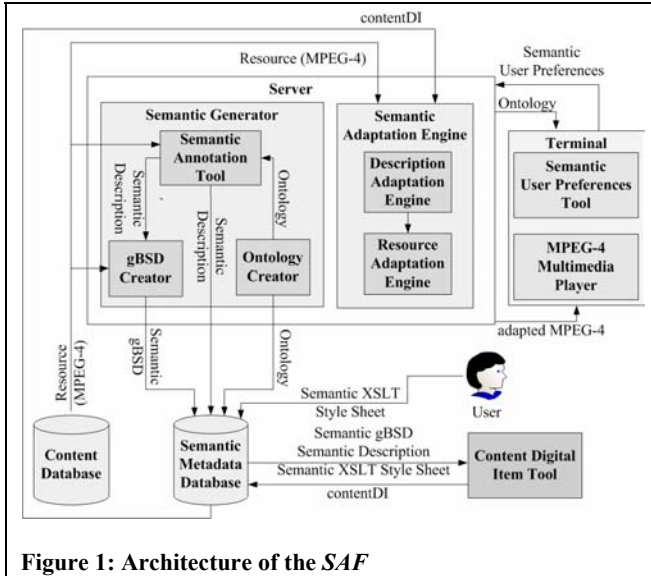 contentDI
Resource (MPEG-4)
Semantic
User Preferences
Server
Ontology
Semantic Generator
Semantic
Annotation
Tool
Semantic
Description
Semantic
Description
Ontology
gBSD
Creator
Ontology
Creator
Semantic
Adaptation Engine
Description
Adaptation
Engine
Resource
Adaptation
Engine
Terminal
Semantic
User Preferences
Tool
MPEG-4
Multimedia
Player
adapted MPEG-4
Resource
(MPEG-4)
Semantic
gBSD
Ontology
Semantic XSLT
Style Sheet
User
Content
Database
Semantic
Metadata
Database
Semantic gBSD
Semantic Description
Semantic XSLT Style Sheet
contentDI
Content Digital
Item Tool
Figure 1: Architecture of the SAF